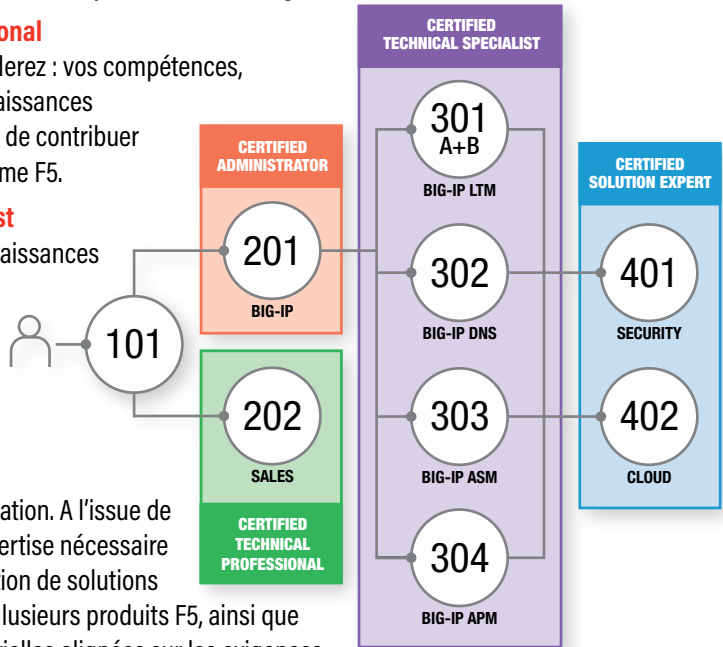 onal
lerez : vos compétences,
aissances
de contribuer
me F5.
st
aissances
101
CERTIFIED
ADMINISTRATOR
201
BIG-IP
202
SALES
CERTIFIED
TECHNICAL
PROFESSIONAL
CERTIFIED
TECHNICAL SPECIALIST
301
A+B
BIG-IP LTM
302
BIG-IP DNS
303
BIG-IP ASM
304
BIG-IP APM
CERTIFIED
SOLUTION EXPERT
401
SECURITY
402
CLOUD
ation. A l'issue de
ertise nécessaire
tion de solutions
lusieurs produits F5, ainsi que